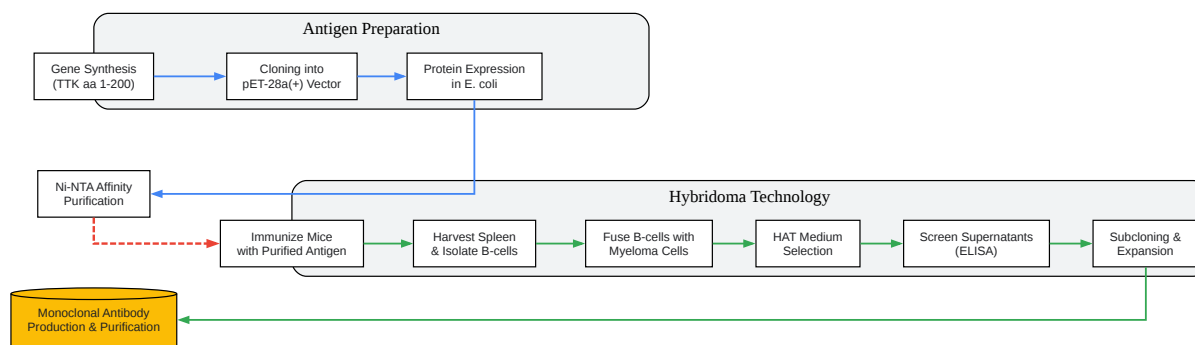 Antigen Preparation
Gene Synthesis
(TTK aa 1-200)
Cloning into
pET-28a(+) Vector
Protein Expression
in E. coli
Ni-NTA Affinity
Purification
Hybridoma Technology
Immunize Mice
with Purified Antigen
Harvest Spleen
& Isolate B-cells
Fuse B-cells with
Myeloma Cells
HAT Medium
Selection
Screen Supernatants
(ELISA)
Subcloning &
Expansion
Monoclonal Antibody
Production & Purification